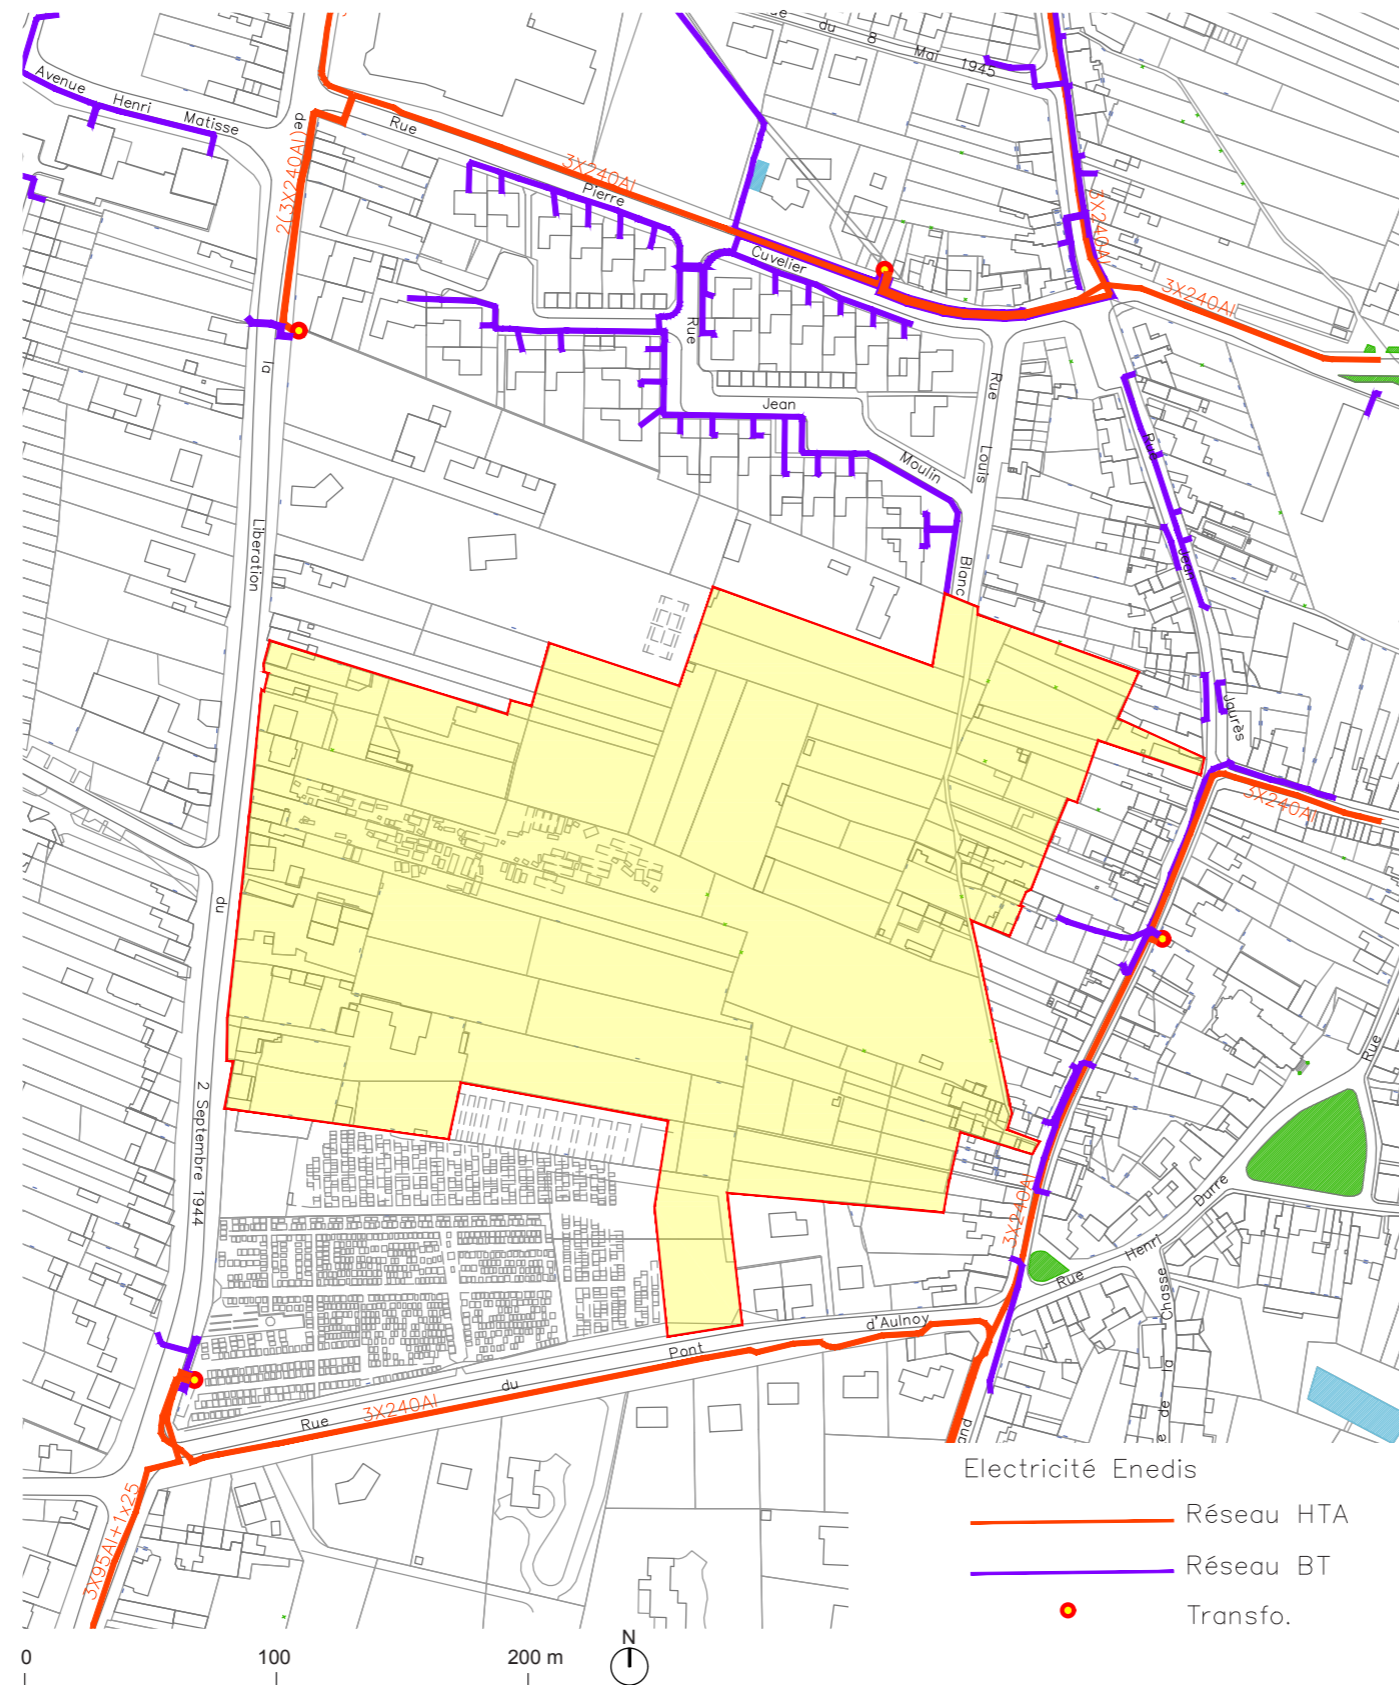 du 8 Mai 1945
Avenue Henri Matisse
de
Rue
3X240Al
2(3X240Al)
Pierre
Cuvelier
3X240Al
3X240Al
Rue
la
Rue
Jean
Louis
Rue
Moulin
Libération
Blanc
Jean
Jaurès
3X240Al
du
Rue
2 Septembre 1944
Durre
3X240Al
Henri
Rue
Chasse
d'Aulnoy
Pont
de la
du
3X240Al
Rue
and
e
Electricité Enedis
3X95Al+1x25
Réseau HTA
Réseau BT
Transfo.
0 100 200 m
N